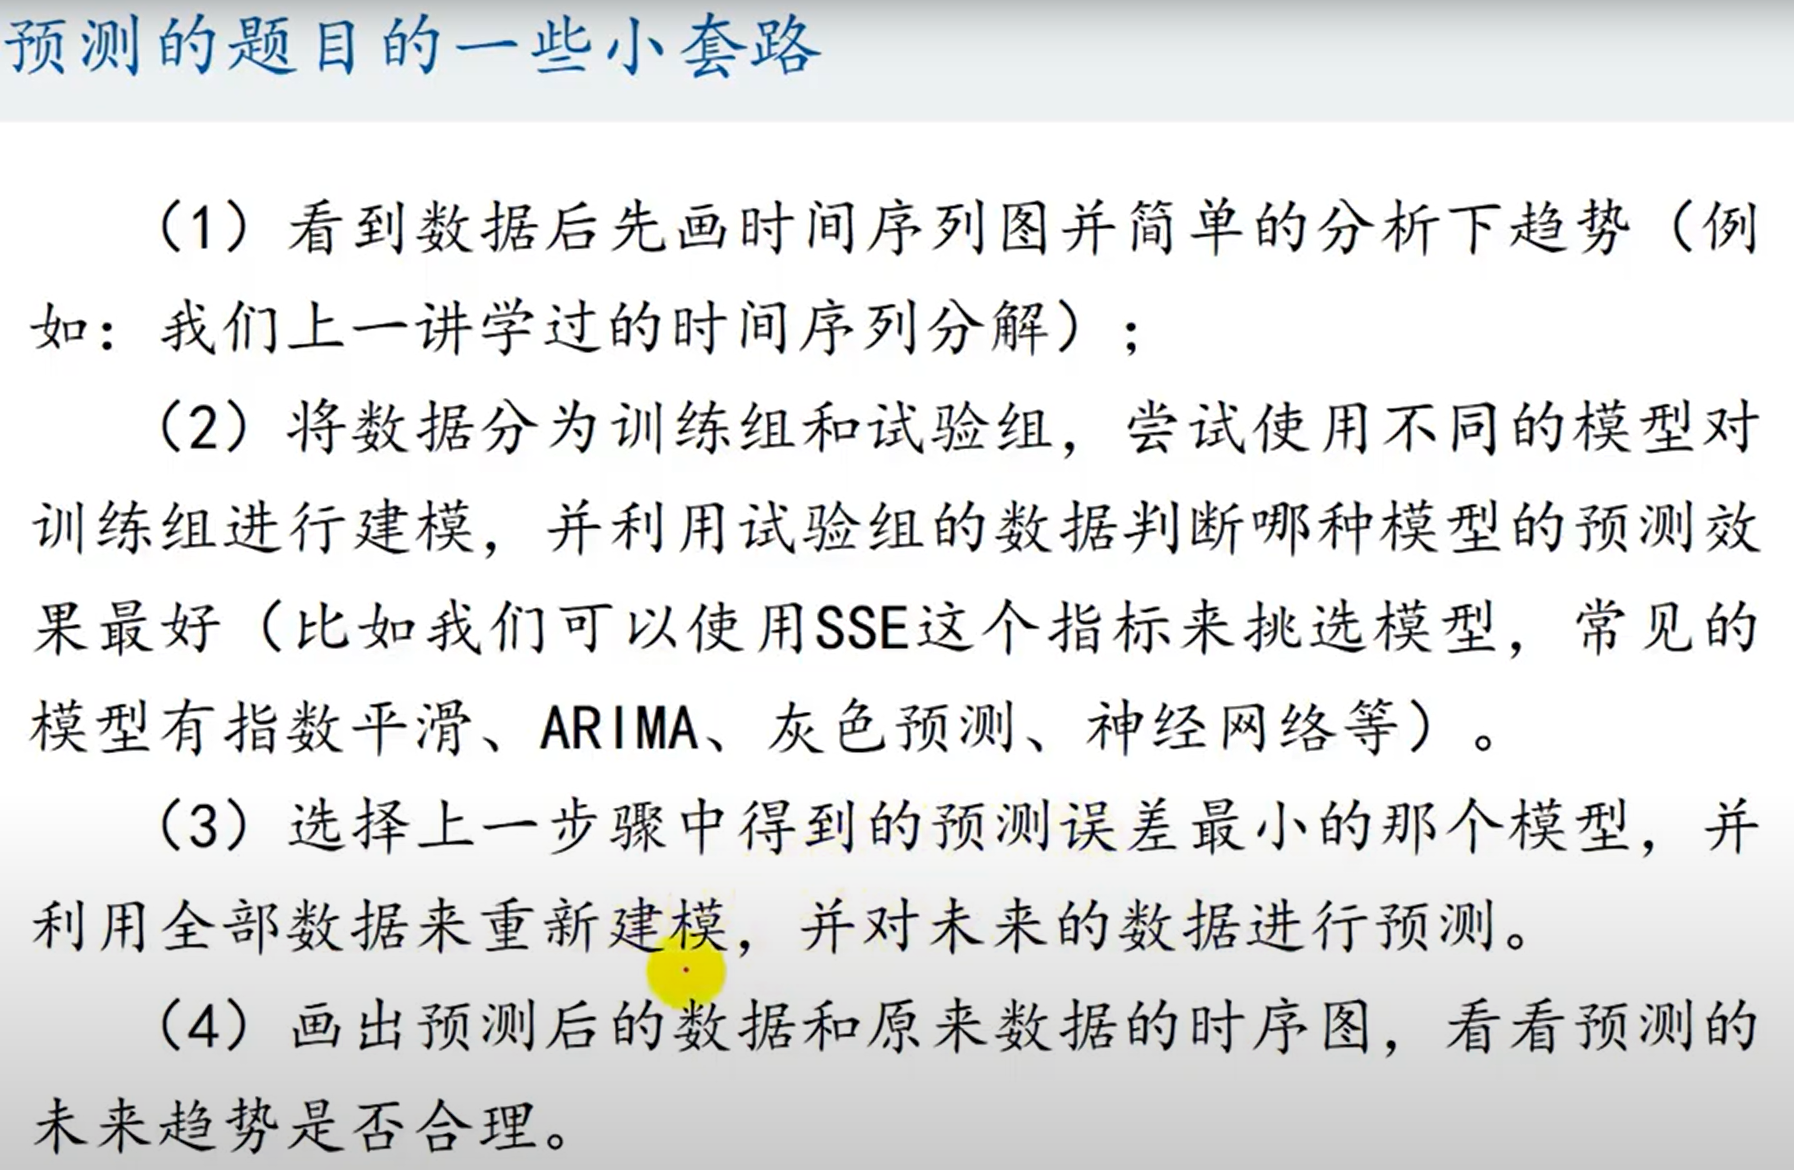 预测的题目的一些小套路
（1）看到数据后先画时间序列图并简单的分析下趋势（例
如：我们上一讲学过的时间序列分解）；
（2）将数据分为训练组和试验组，尝试使用不同的模型对
训练组进行建模，并利用试验组的数据判断哪种模型的预测效
果最好（比如我们可以使用SSE这个指标来挑选模型，常见的
模型有指数平滑、ARIMA、灰色预测、神经网络等）。
（3）选择上一步骤中得到的预测误差最小的那个模型，并
利用全部数据来重新建模，并对未来的数据进行预测。
（4）画出预测后的数据和原来数据的时序图，看看预测的
未来趋势是否合理。